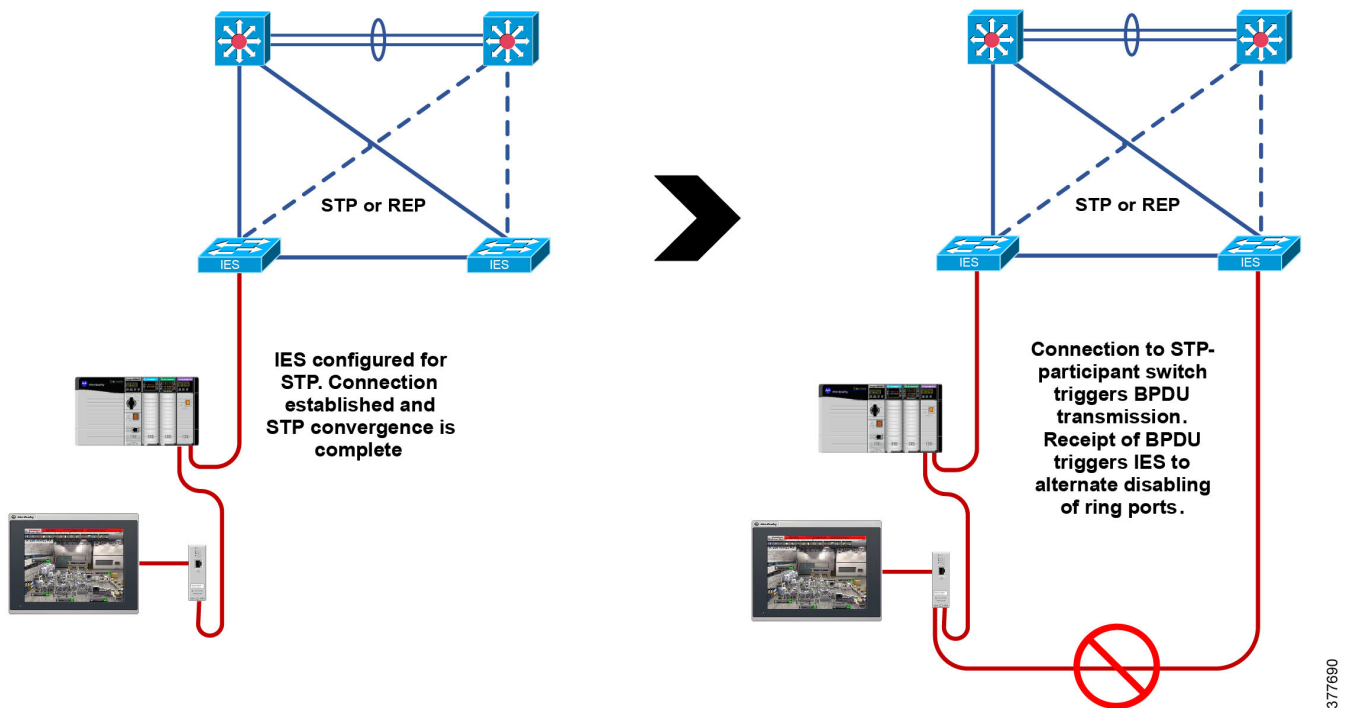 STP or REP
IES
IES
IES configured for
STP. Connection
established and
STP convergence is
complete
STP or REP
IES
IES
Connection to STP-
participant switch
triggers BPDU
transmission.
Receipt of BPDU
triggers IES to
alternate disabling
of ring ports.
377690